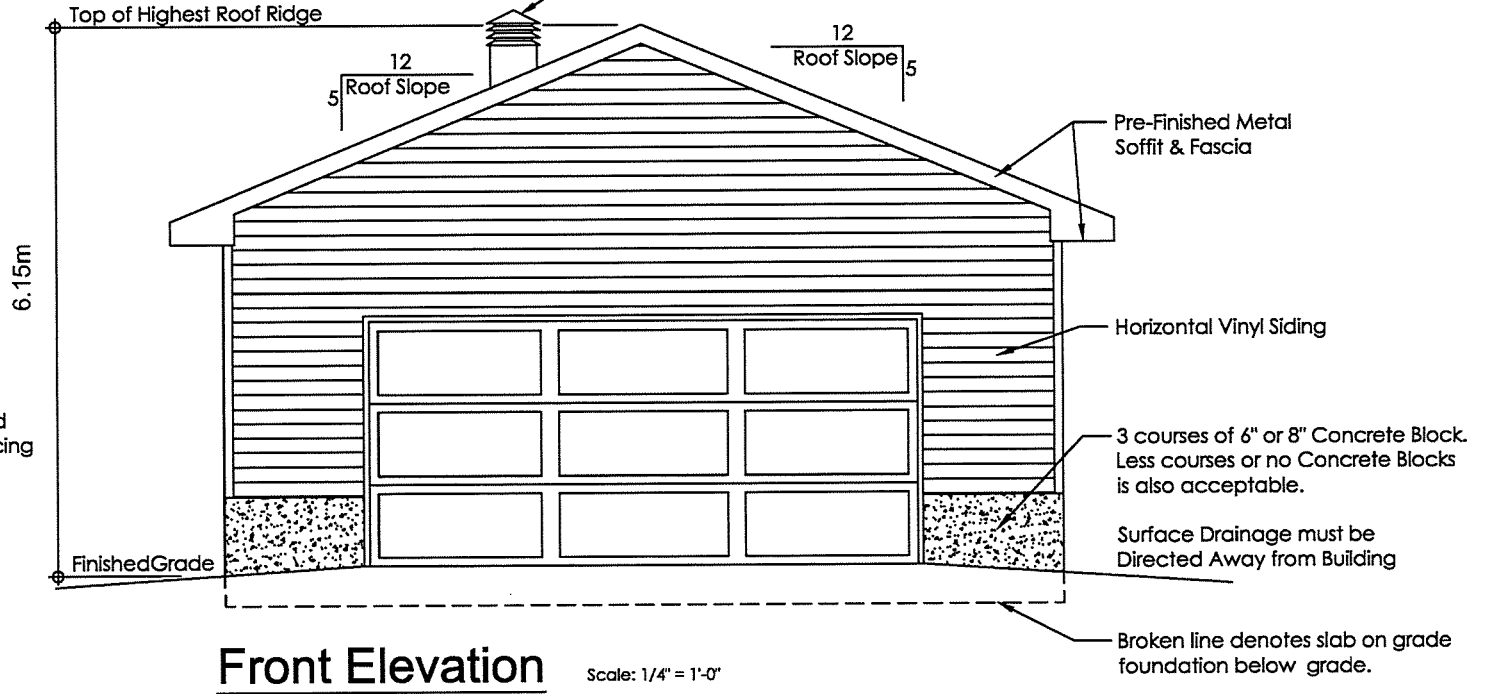 Top of Highest Roof Ridge
12
Roof Slope
5
12
Roof Slope
5
Pre-Finished Metal
Soffit & Fascia
6.15m
Horizontal Vinyl Siding
3 courses of 6" or 8" Concrete Block.
Less courses or no Concrete Blocks
is also acceptable.
Surface Drainage must be
Directed Away from Building
FinishedGrade
Broken line denotes slab on grade
foundation below grade.
Front Elevation
Scale: 1/4" = 1'-0"